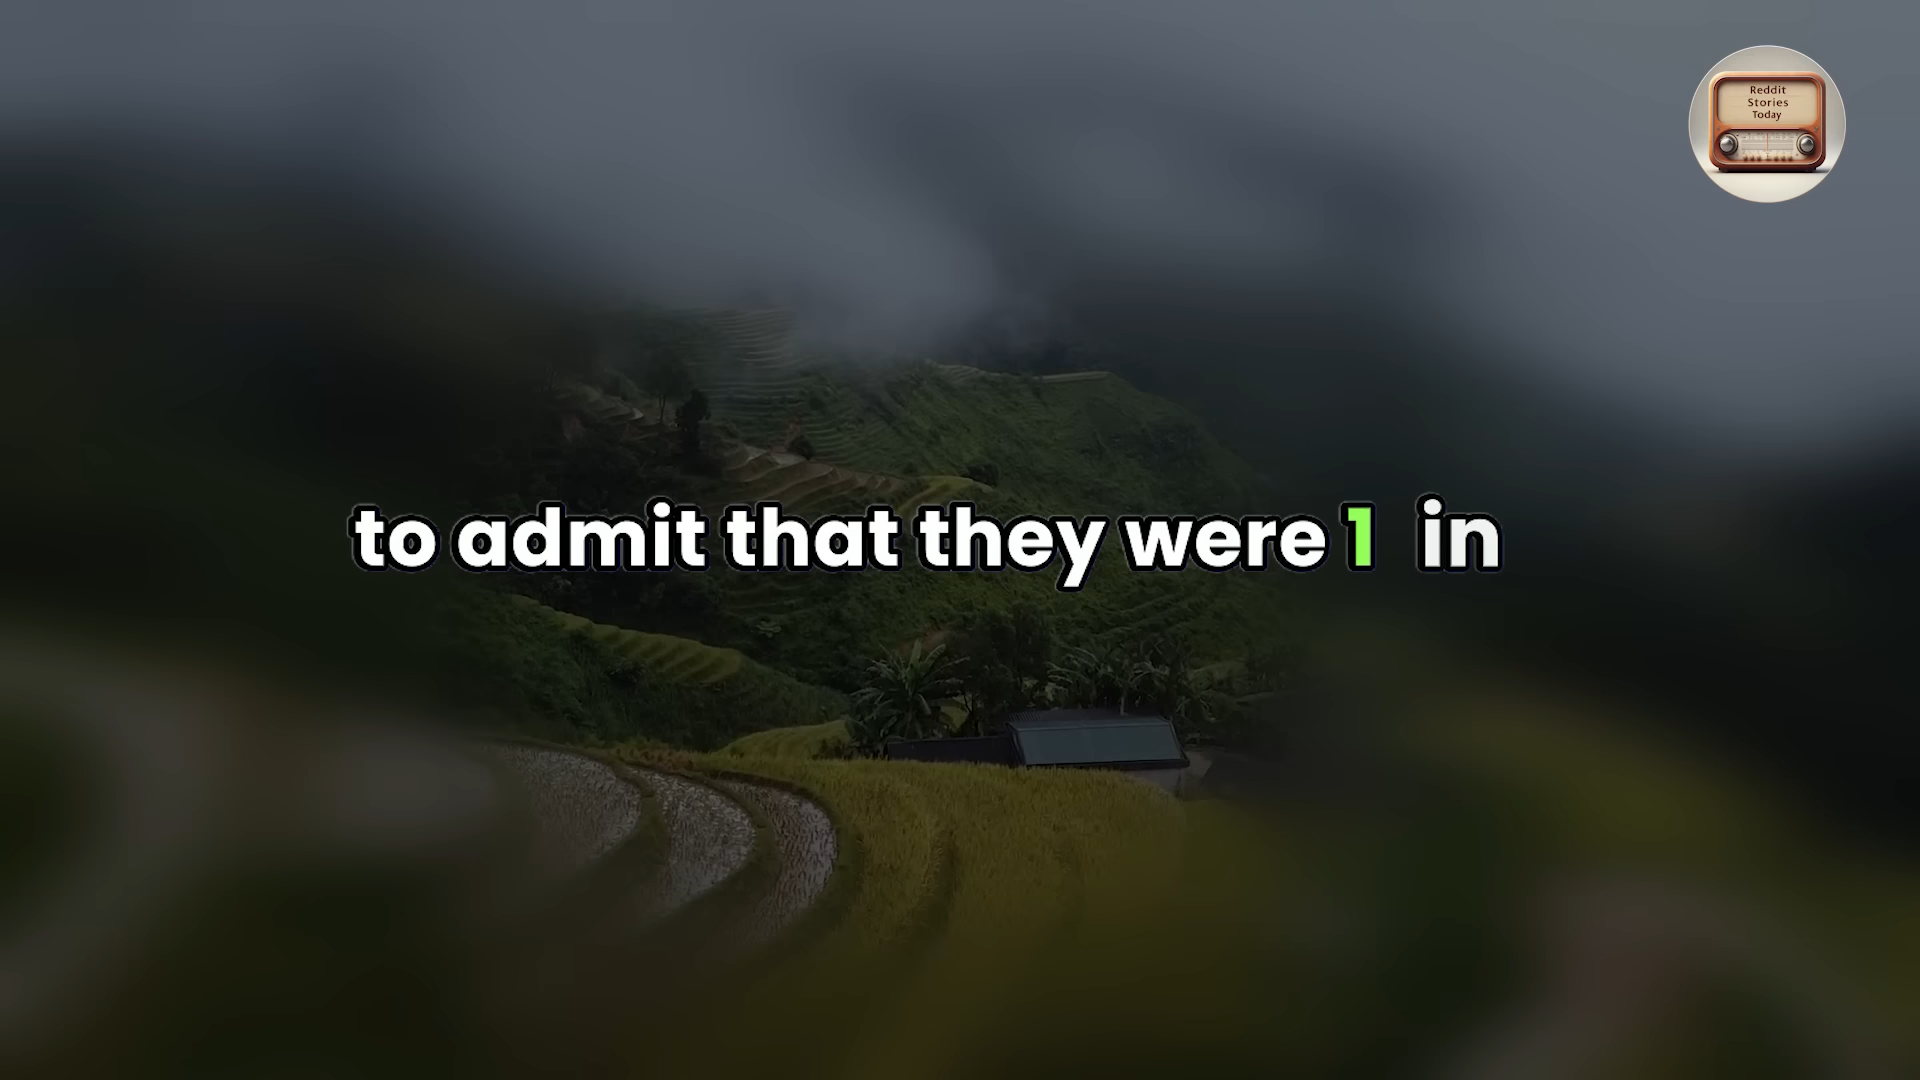 Reddit
Stories
Today
to admit that they were 1 in